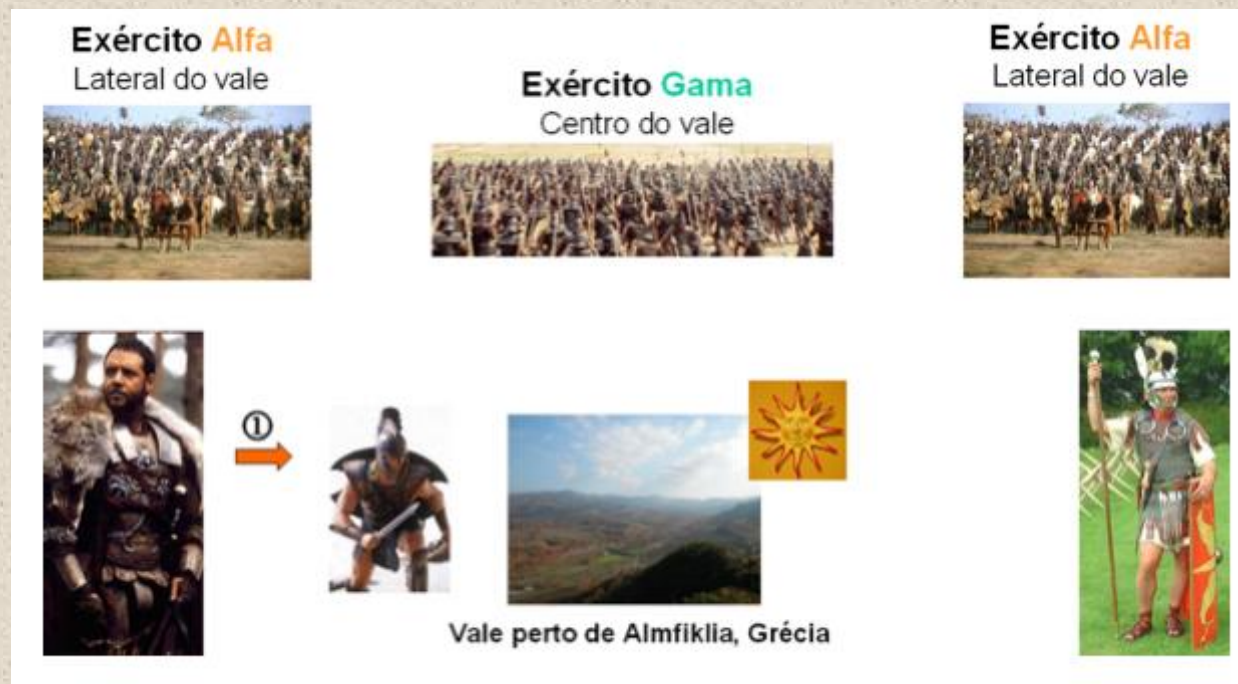 Exército Alfa
Lateral do vale
Exército Gama
Centro do vale
Exército Alfa
Lateral do vale
①
Vale perto de Almfiklia, Grécia